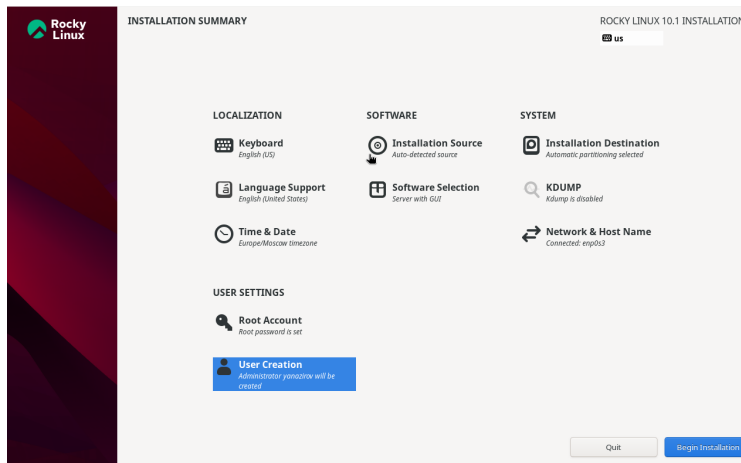 Rocky
Linux
INSTALLATION SUMMARY
ROCKY LINUX 10.1 INSTALLATION
us
LOCALIZATION
Keyboard
English (US)
Language Support
English (United States)
Time & Date
Europe/Moscow timezone
SOFTWARE
Installation Source
Auto-detected source
Software Selection
Server with GUI
SYSTEM
Installation Destination
Automatic partitioning selected
KDUMP
Kdump is disabled
Network & Host Name
Connected: enp0s3
USER SETTINGS
Root Account
Root password is set
User Creation
Administrator yanazirov will be
created
Quit
Begin Installation